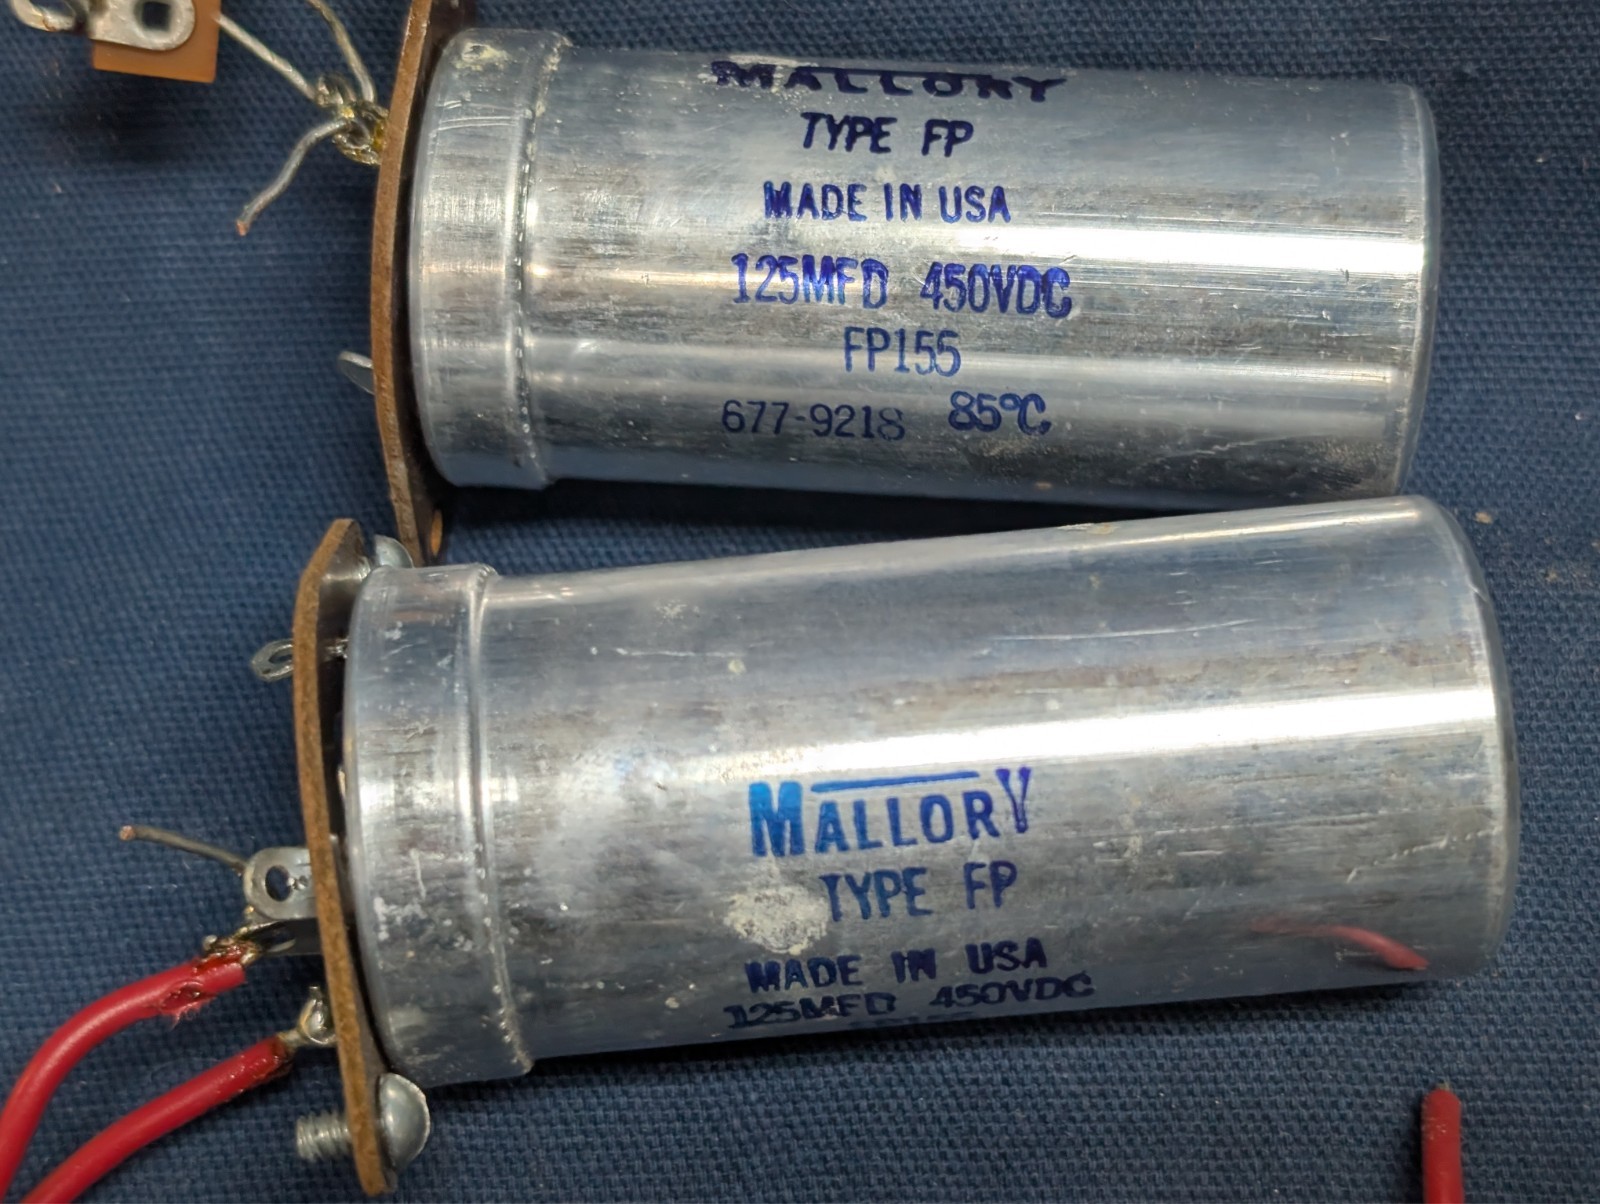 MALLORY
TYPE FP
MADE IN USA
125MFD 450VDC
FP155
677-9218 85°C
MALLORY
TYPE FP
MADE IN USA
125MFD 450VDC